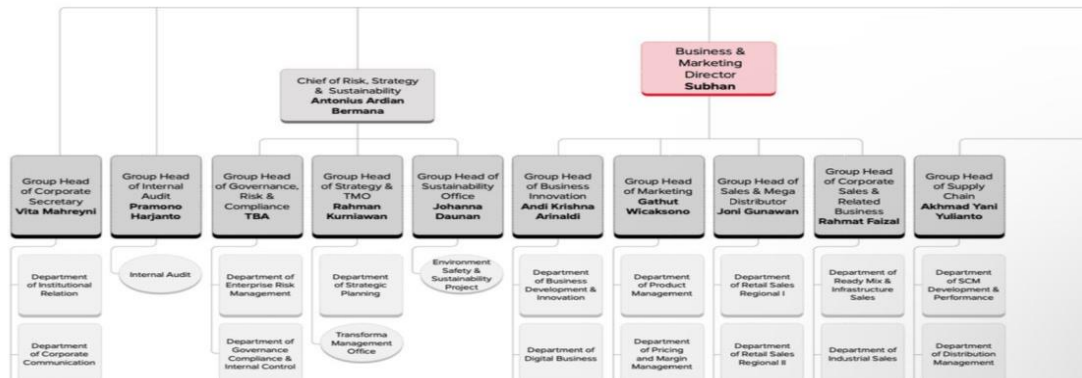 Chief of Risk, Strategy
& Sustainability
Antonius Ardian
Bermana
Business &
Marketing
Director
Subhan
Group Head
of Corporate
Secretary
Vita Mahreyni
Group Head
of Internal
Audit
Pramono
Harjanto
Group Head
of Governance,
Risk &
Compliance
TBA
Group Head
of Strategy &
TMO
Rahman
Kurniawan
Group Head of
Sustainability
Office
Johanna
Daunan
Group Head
of Business
Innovation
Andi Krishna
Arinaldi
Group Head
of Marketing
Gathut
Wicaksono
Group Head of
Sales & Mega
Distributor
Joni Gunawan
Group Head
of Corporate
Sales &
Related
Business
Rahmat Faizal
Group Head
of Supply
Chain
Akhmad Yani
Yulianto
Department
of Institutional
Relation
Internal Audit
Department of
Enterprise Risk
Management
Department
of Strategic
Planning
Environment
Safety &
Sustainability
Project
Department
of Business
Development &
Innovation
Department
of Product
Management
Department
of Retail Sales
Regional I
Department of
Ready Mix &
Infrastructure
Sales
Department
of SCM
Development &
Performance
Department
of Corporate
Communication
Department of
Governance
Compliance &
Internal Control
Transforma
Management
Office
Department of
Digital Business
Department
of Pricing
and Margin
Management
Department
of Retail Sales
Regional II
Department of
Industrial Sales
Department
of Distribution
Management